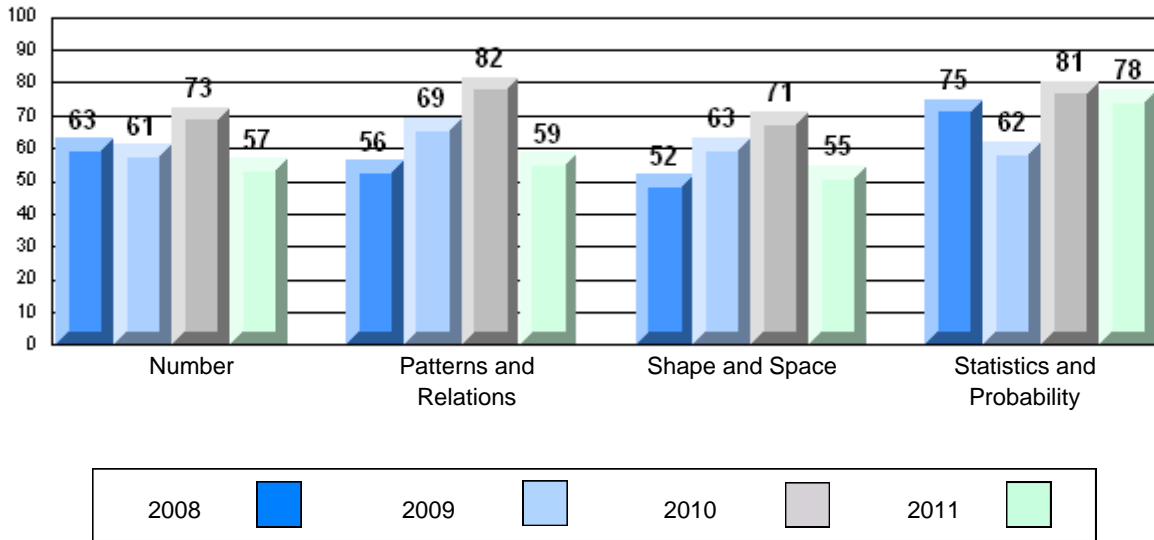 100
90
80
70
60
50
40
30
20
10
0
63 61 73 57
56 69 82 59
52 63 71 55
75 62 81 78
Number
Patterns and
Relations
Shape and Space
Statistics and
Probability
2008 2009 2010 2011